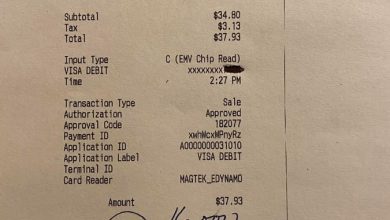 Subtotal $34.80
Tax $3.13
Total $37.93
Input Type C (EMV Chip Read)
VISA DEBIT xxxxxxxx
Time 2:27 PM
Transaction Type Sale
Authorization Approved
Approval Code 182077
Payment ID xwhWcxWPnyRz
Application ID A0000000031010
Application Label VISA DEBIT
Terminal ID
Card Reader MAGTEK_EDYNAMO
Amount $37.93